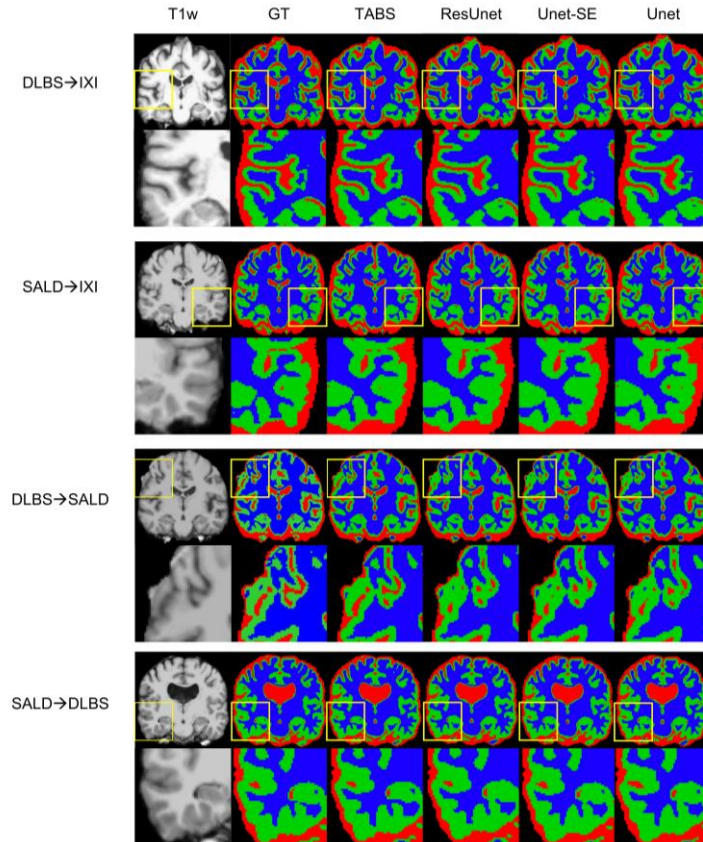 T1w GT TABS ResUnet Unet-SE Unet
DLBS→IXI
SALD→IXI
DLBS→SALD
SALD→DLBS